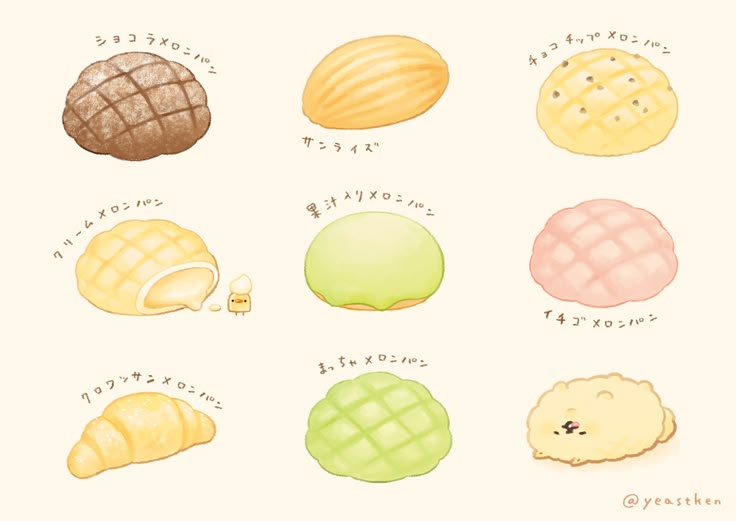 ショコラメロンパン
サンライズ
チョコチップメロンパン
クリームメロンパン
果汁入りメロンパン
イチゴメロンパン
クロワッサンメロンパン
まっちゃメロンパン
@yeastken